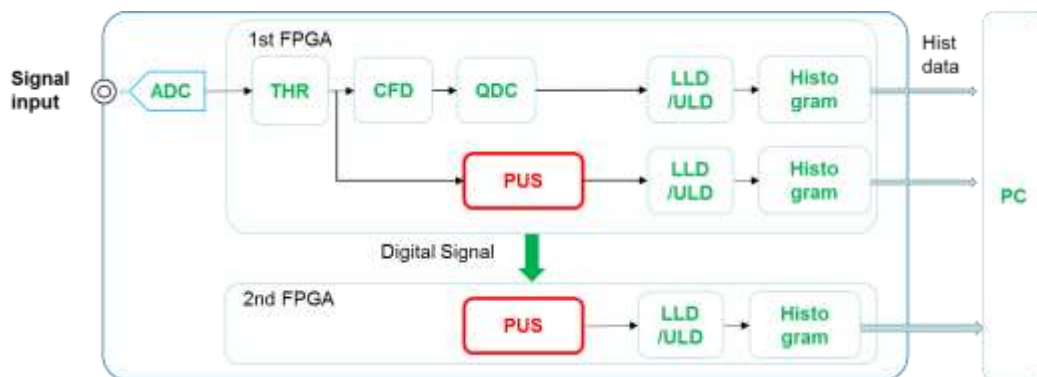 1st FPGA
Hist
data
Signal
input
ADC
THR
CFD
QDC
LLD
/ULD
Histo
gram
PUS
LLD
/ULD
Histo
gram
PC
Digital Signal
2nd FPGA
PUS
LLD
/ULD
Histo
gram